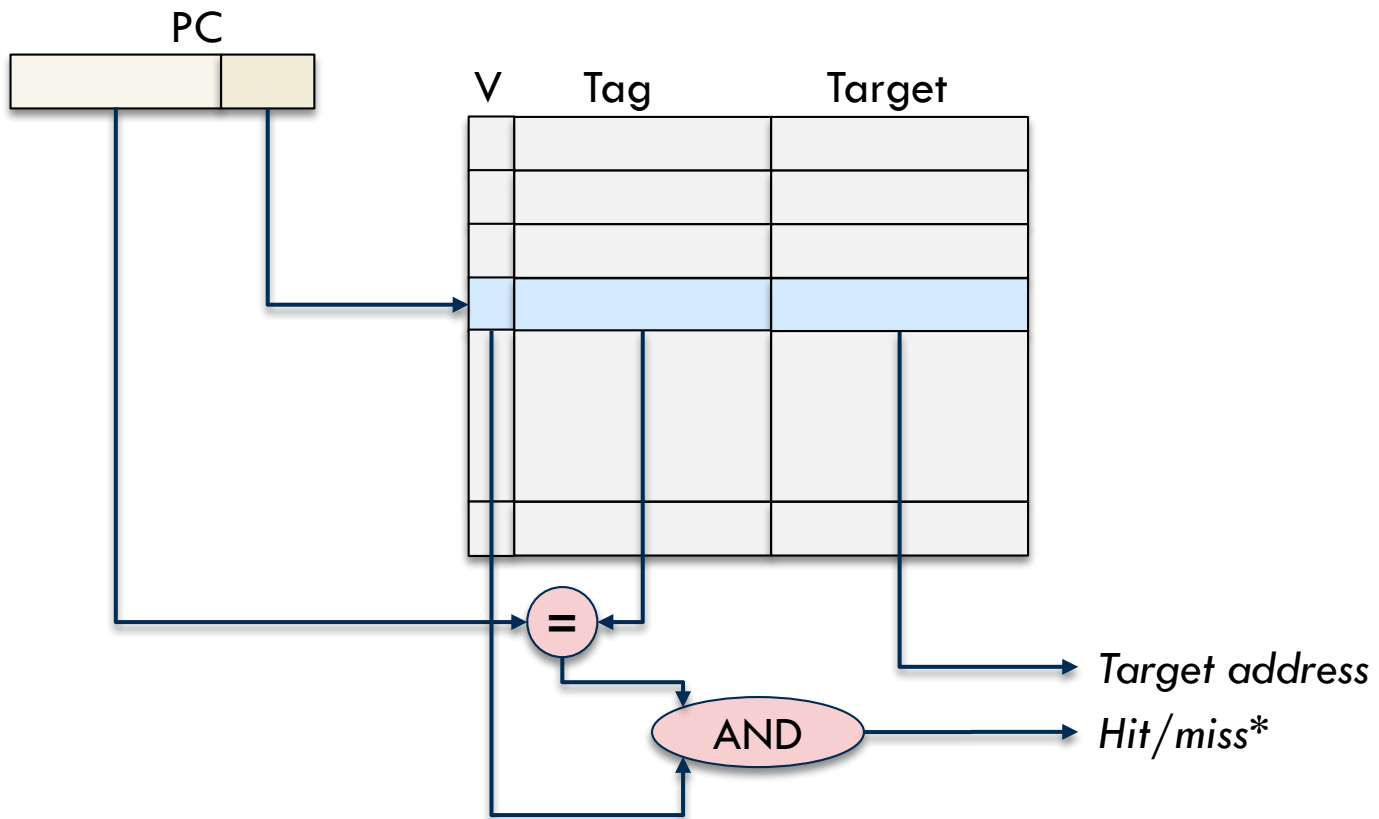 PC
V Tag Target
=
Target address
AND
Hit/miss*